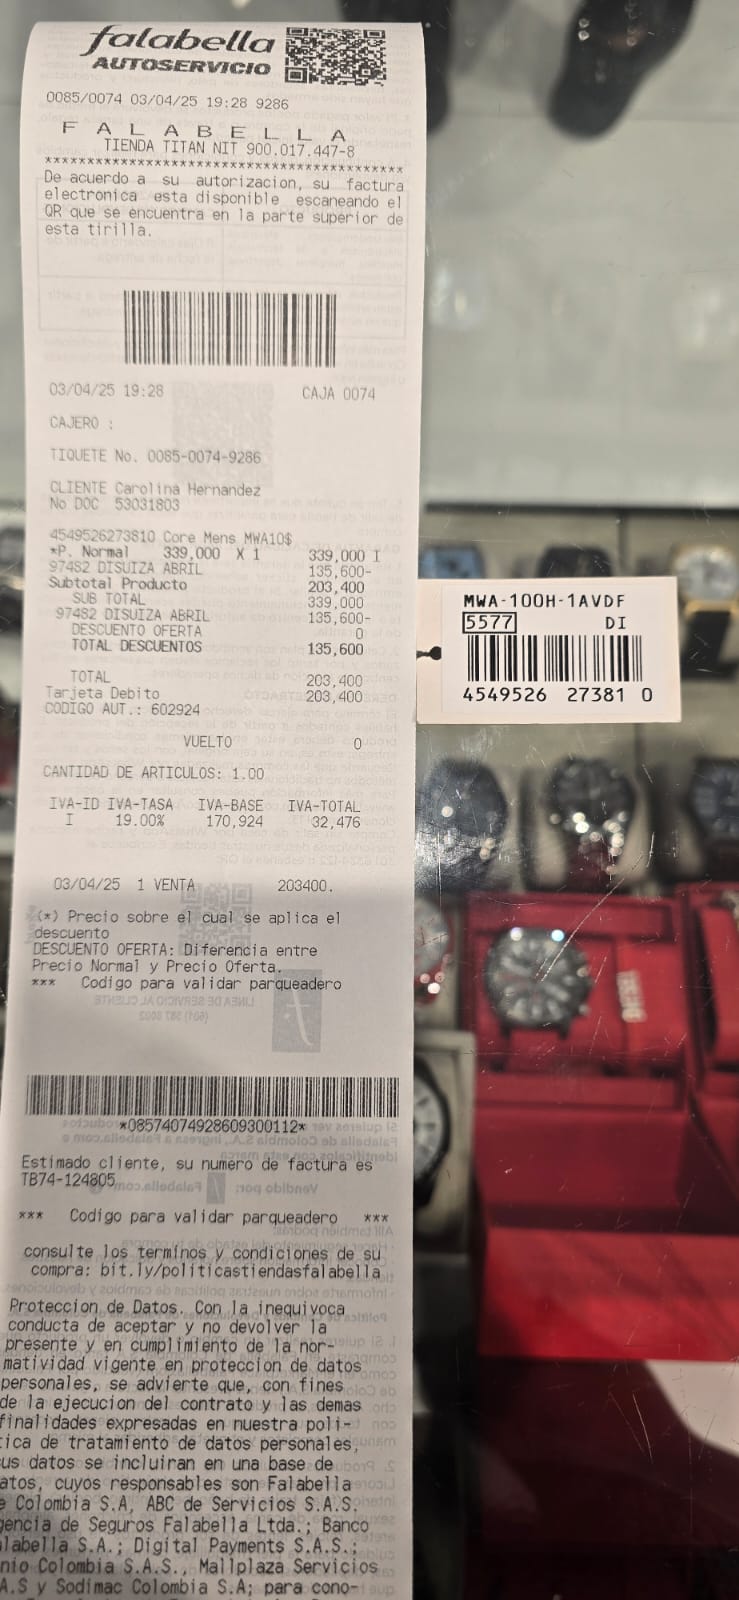 falabella
AUTOSERVICIO
0085/0074 03/04/25 19:28 9286
F A L A B E L L A
TIENDA TITAN NIT 900.017.447-8
******************************************
De acuerdo a su autorizacion, su factura
electronica esta disponible escaneando el
QR que se encuentra en la parte superior de
esta tirilla.
03/04/25 19:28 CAJA 0074
CAJERO :
TIQUETE No. 0085-0074-9286
CLIENTE Carolina Hernandez
No DOC 53031803
4549526273810 Core Mens MWA10$
*P. Normal 339,000 X 1 339,000 I
97482 DISUIZA ABRIL 135,600-
Subtotal Producto 203,400
SUB TOTAL 339,000
97482 DISUIZA ABRIL 135,600-
DESCUENTO OFERTA 0
TOTAL DESCUENTOS 135,600
TOTAL 203,400
Tarjeta Debito 203,400
CODIGO AUT.: 602924
VUELTO 0
CANTIDAD DE ARTICULOS: 1.00
IVA-ID IVA-TASA IVA-BASE IVA-TOTAL
I 19.00% 170,924 32,476
03/04/25 1 VENTA 203400.
(*) Precio sobre el cual se aplica el
descuento
DESCUENTO OFERTA: Diferencia entre
Precio Normal y Precio Oferta.
*** Codigo para validar parqueadero
*08574074928609300112*
Estimado cliente, su numero de factura es
TB74-124805
*** Codigo para validar parqueadero ***
consulte los terminos y condiciones de su
compra: bit.ly/politicastiendasfalabella
Proteccion de Datos. Con la inequivoca
conducta de aceptar y no devolver la
presente y en cumplimiento de la nor-
matividad vigente en proteccion de datos
personales, se advierte que, con fines
de la ejecucion del contrato y las demas
finalidades expresadas en nuestra poli-
tica de tratamiento de datos personales,
sus datos se incluiran en una base de
datos, cuyos responsables son Falabella
de Colombia S.A, ABC de Servicios S.A.S;
gencia de Seguros Falabella Ltda.; Banco
alabella S.A.; Digital Payments S.A.S.;
nio Colombia S.A.S., Mallplaza Servicios
A.S y Sodimac Colombia S.A; para cono-
MWA-100H-1AVDF
5577 DI
4549526 27381 0